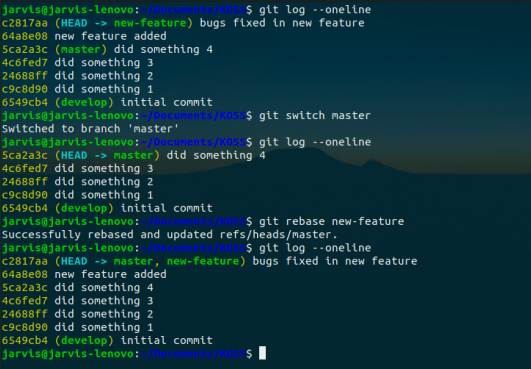 jarvis@jarvis-lenovo:~/Documents/KOSS$ git log --oneline
c2817aa (HEAD -> new-feature) bugs fixed in new feature
64a8e08 new feature added
5ca2a3c (master) did something 4
4c6fed7 did something 3
24688ff did something 2
c9c8d90 did something 1
6549cb4 (develop) initial commit
jarvis@jarvis-lenovo:~/Documents/KOSS$ git switch master
Switched to branch 'master'
jarvis@jarvis-lenovo:~/Documents/KOSS$ git log --oneline
5ca2a3c (HEAD -> master) did something 4
4c6fed7 did something 3
24688ff did something 2
c9c8d90 did something 1
6549cb4 (develop) initial commit
jarvis@jarvis-lenovo:~/Documents/KOSS$ git rebase new-feature
Successfully rebased and updated refs/heads/master.
jarvis@jarvis-lenovo:~/Documents/KOSS$ git log --oneline
c2817aa (HEAD -> master, new-feature) bugs fixed in new feature
64a8e08 new feature added
5ca2a3c did something 4
4c6fed7 did something 3
24688ff did something 2
c9c8d90 did something 1
6549cb4 (develop) initial commit
jarvis@jarvis-lenovo:~/Documents/KOSS$